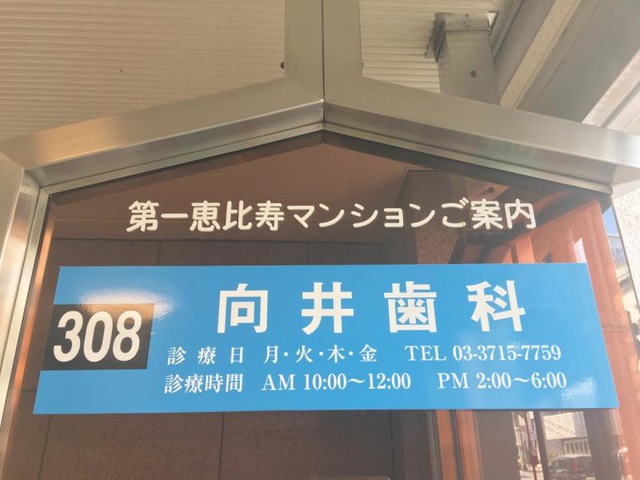 第一恵比寿マンションご案内
308
向井歯科
診療日 月・火・木・金 TEL 03-3715-7759
診療時間 AM 10:00〜12:00 PM 2:00〜6:00